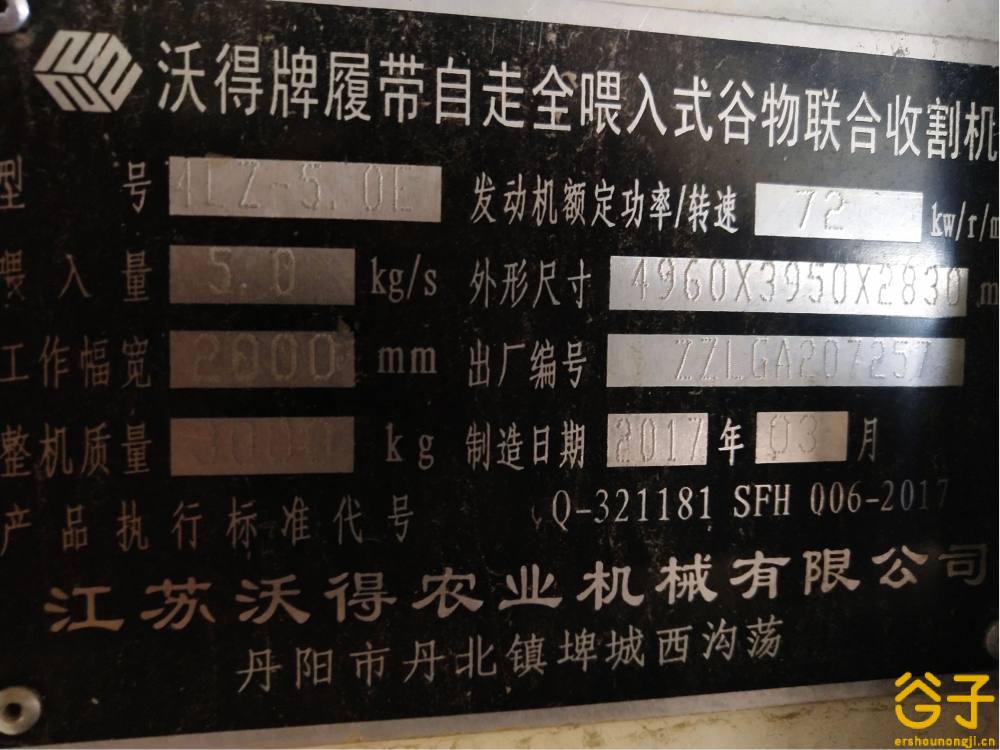 沃得牌履带自走全喂入式谷物联合收割机
型 号 4LZ-5.0E 发动机额定功率/转速 72 kw/r/m
喂入量 5.0 kg/s 外形尺寸 4960X3950X2830 m
工作幅宽 2000 mm 出厂编号 ZZLGA207257
整机质量 kg 制造日期 2017 年 03 月
产品执行标准代号 Q-321181 SFH 006-2017
江苏沃得农业机械有限公司
丹阳市丹北镇埤城西沟荡
谷子
ershounongji.cn